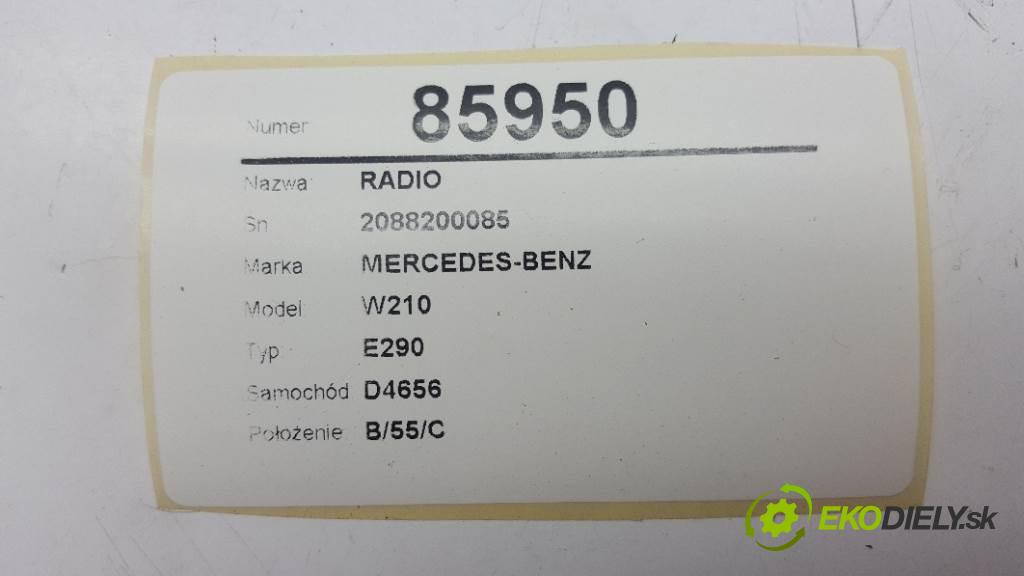 Numer 85950
Nazwa: RADIO
Sn 2088200085
Marka MERCEDES-BENZ
Model W210
Typ: E290
Samochód D4656
Położenie B/55/C
EKODIELY.sk